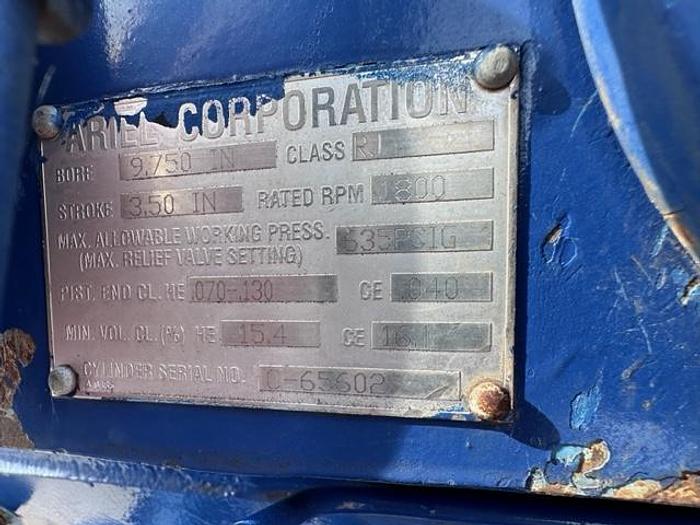 ARIEL CORPORATION
BORE 9.750 IN CLASS RJ
STROKE 3.50 IN RATED RPM 1800
MAX. ALLOWABLE WORKING PRESS. 635PSIG
(MAX. RELIEF VALVE SETTING)
PIST. END CL. HE .070-.130 CE .040
MIN. VOL. CL.(%) HE 15.4 CE
CYLINDER SERIAL NO. C-65602